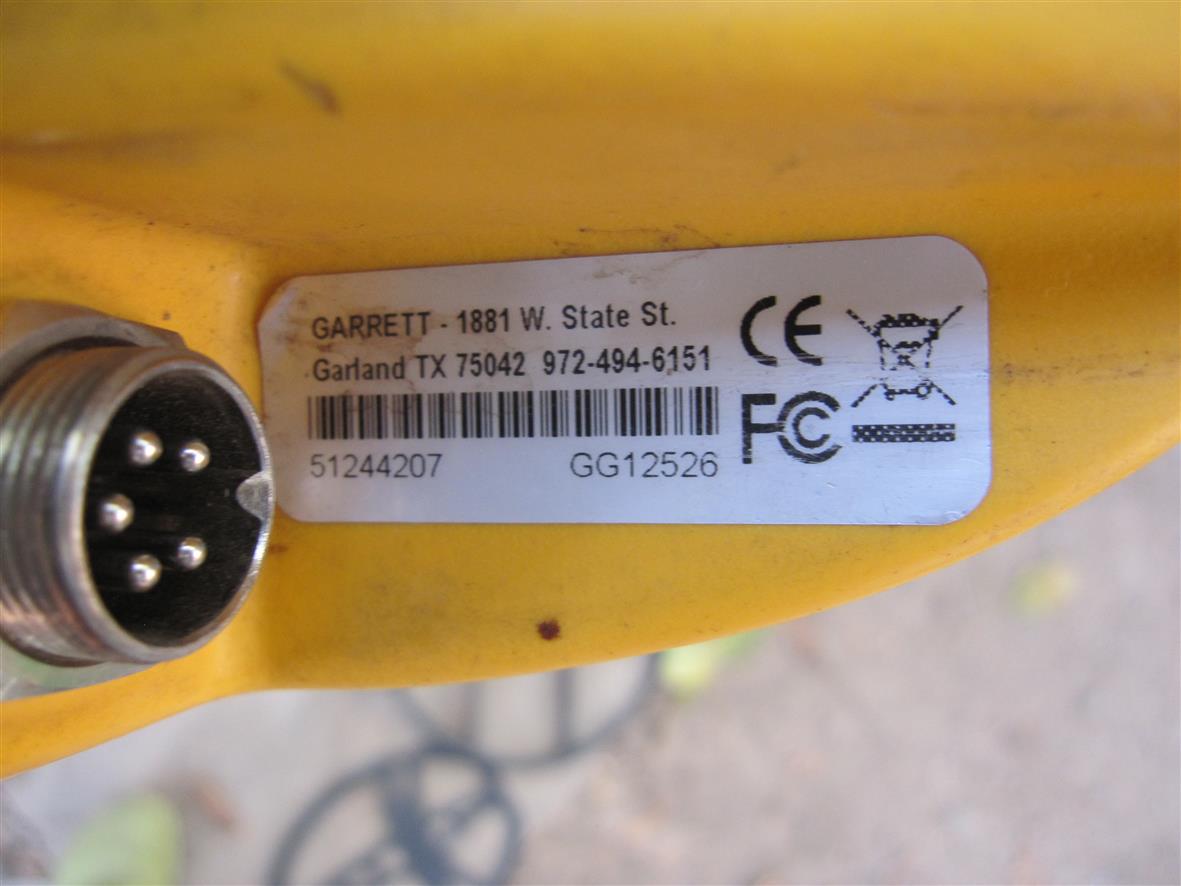 GARRETT - 1881 W. State St.
Garland TX 75042 972-494-6151
51244207 GG12526
CE
FC